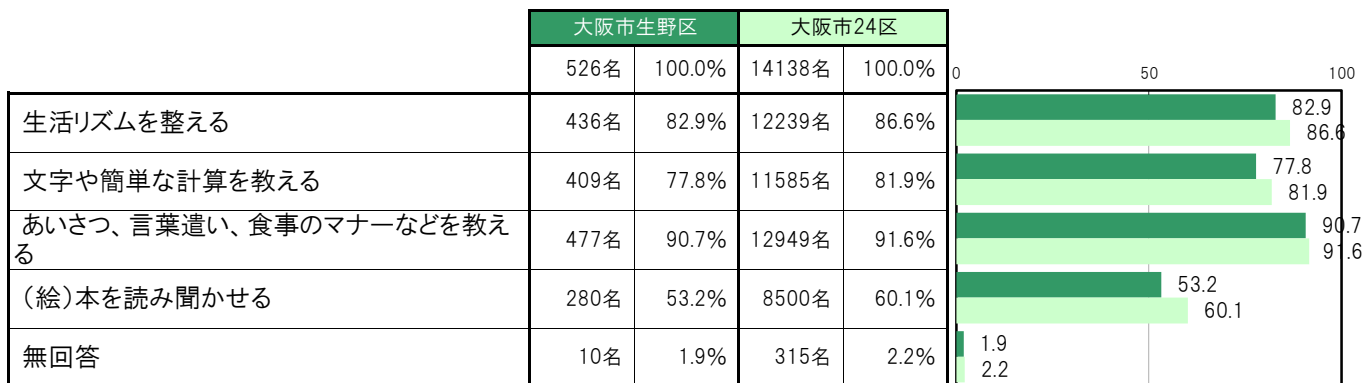 大阪市生野区 大阪市24区
526名 100.0% 14138名 100.0%
0 50 100
生活リズムを整える 436名 82.9% 12239名 86.6%
82.9
86.6
文字や簡単な計算を教える 409名 77.8% 11585名 81.9%
77.8
81.9
あいさつ、言葉遣い、食事のマナーなどを教え
る 477名 90.7% 12949名 91.6%
90.7
91.6
（絵）本を読み聞かせる 280名 53.2% 8500名 60.1%
53.2
60.1
無回答 10名 1.9% 315名 2.2%
1.9
2.2